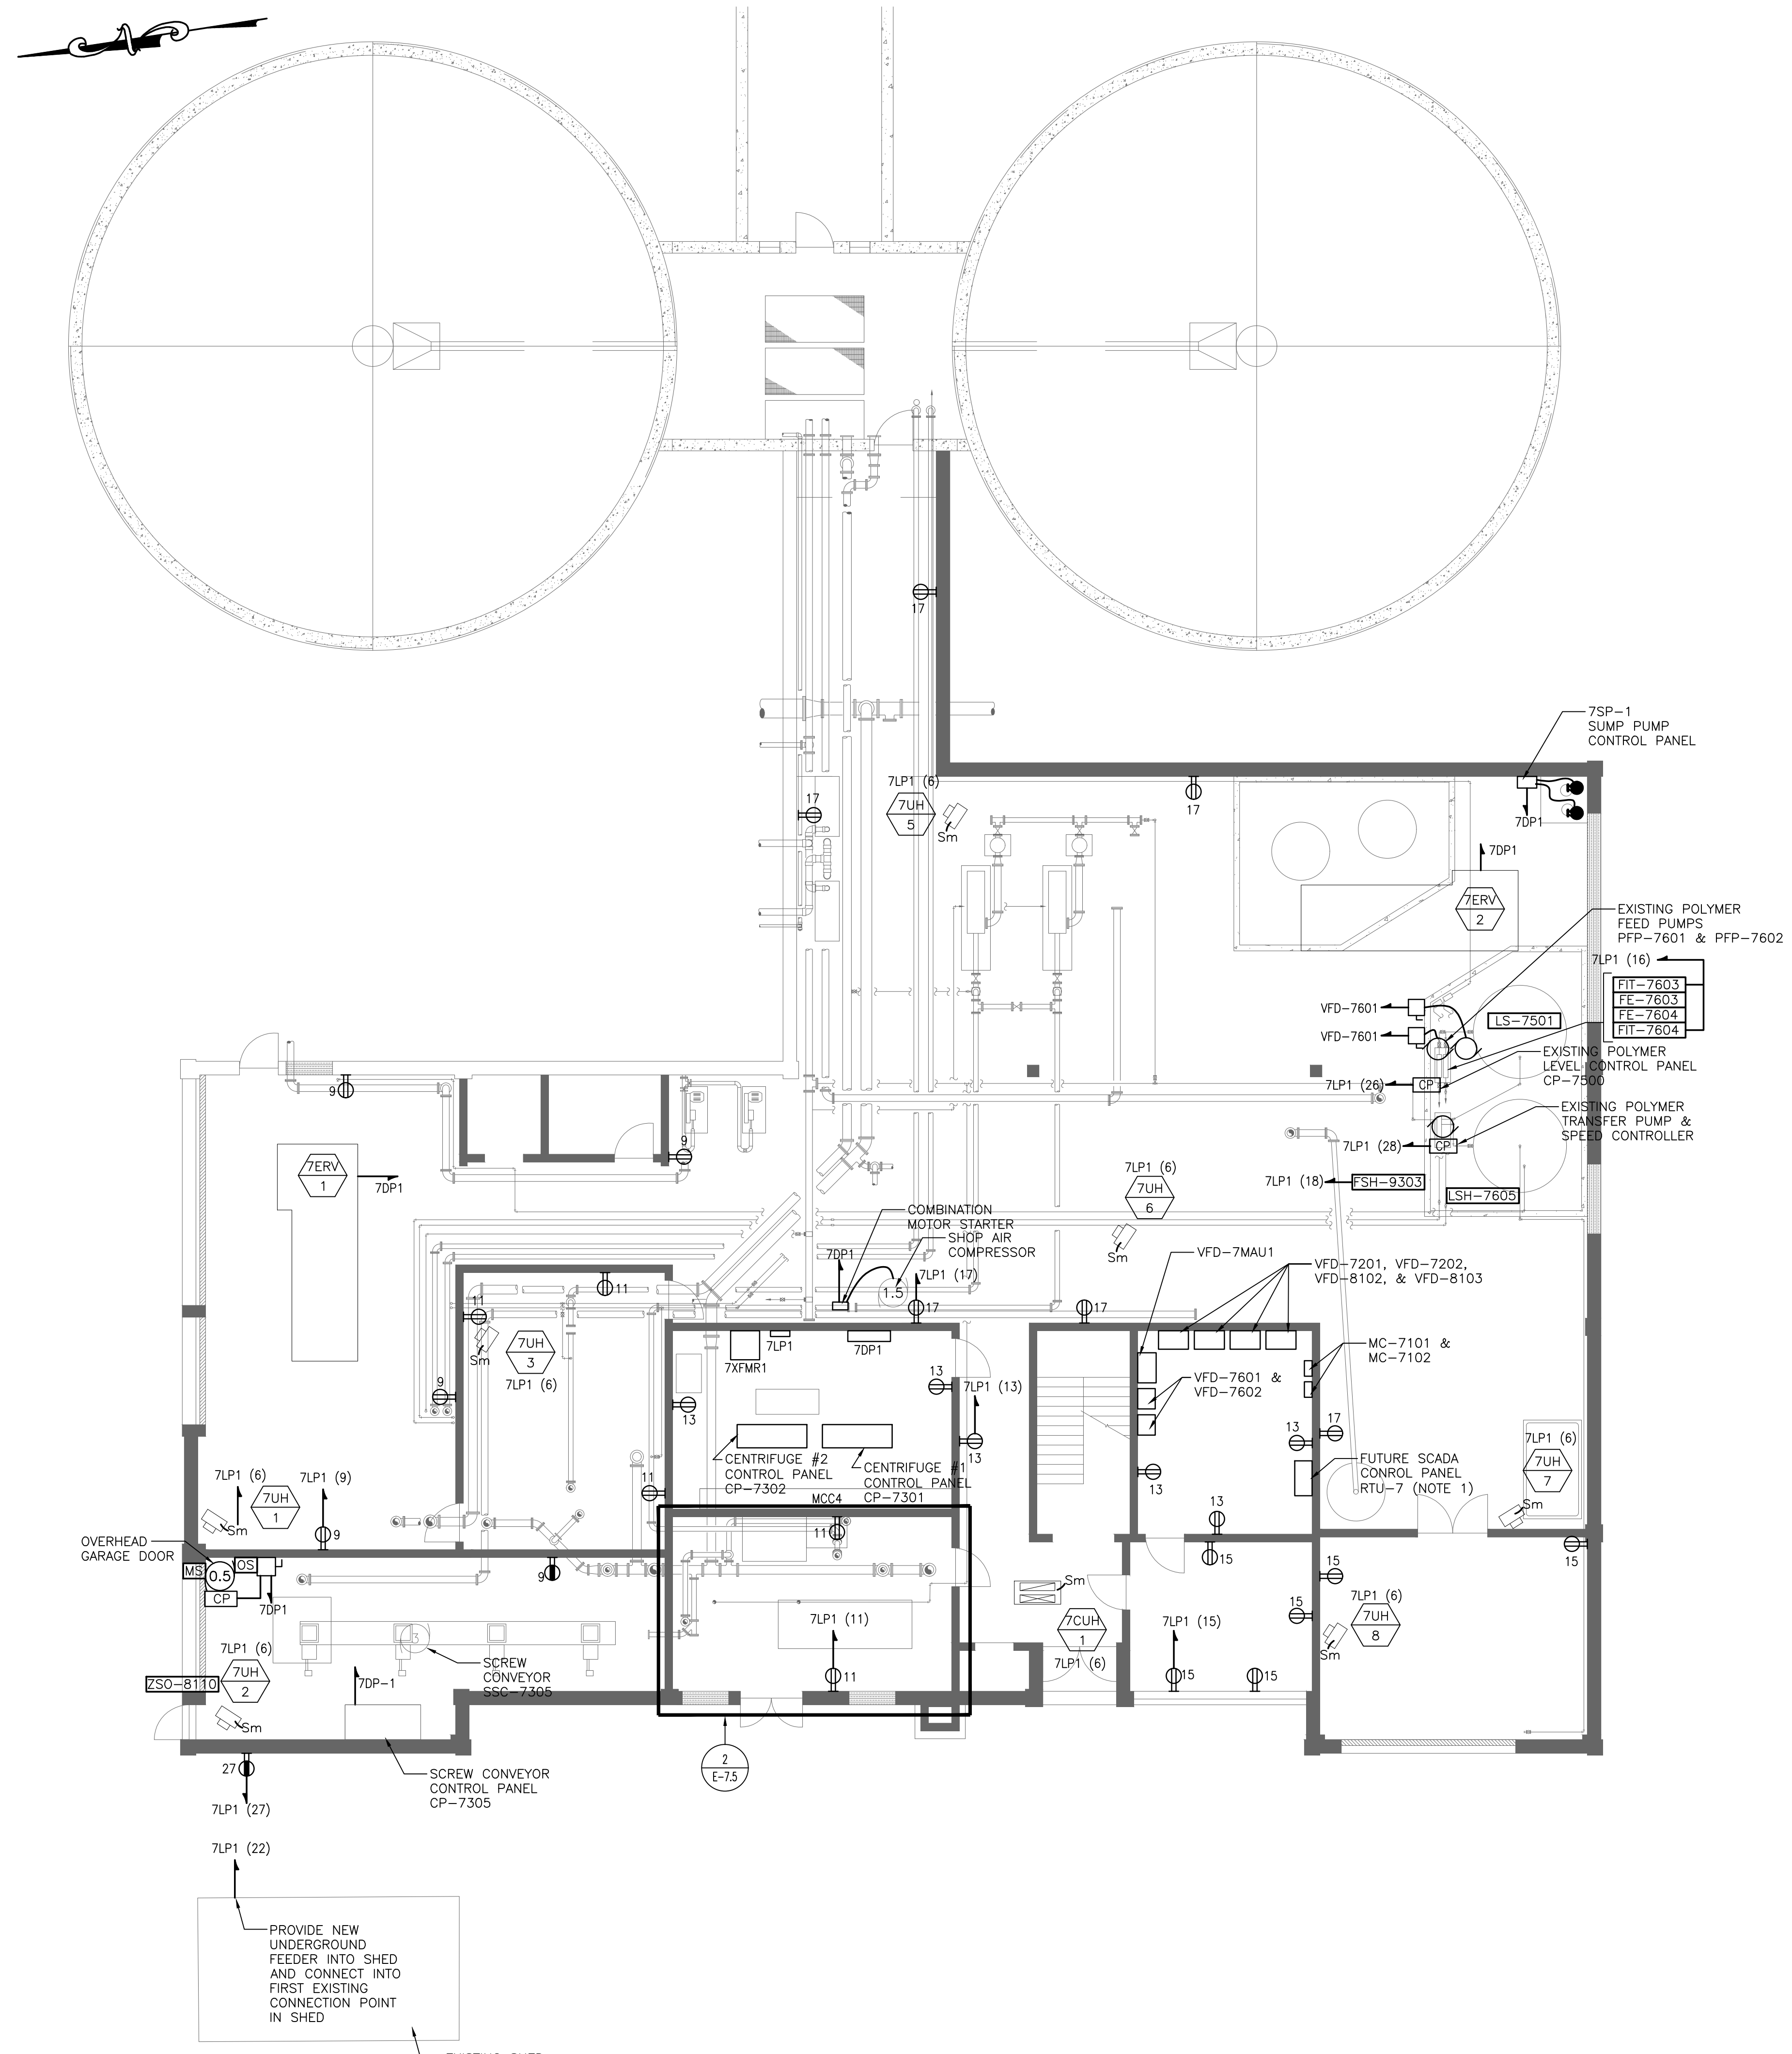 N
17
7SP-1
SUMP PUMP
CONTROL PANEL
7LP1 (6)
7UH
5
Sm
17
17
7DP1
7DP1
7ERV
2
EXISTING POLYMER
FEED PUMPS
PFP-7601 & PFP-7602
7LP1 (16)
FIT-7603
FE-7603
FE-7604
FIT-7604
VFD-7601
LS-7501
VFD-7601
EXISTING POLYMER
LEVEL CONTROL PANEL
CP-7500
7LP1 (26)
CP
9
EXISTING POLYMER
TRANSFER PUMP &
SPEED CONTROLLER
7LP1 (28)
CP
9
7ERV
1
7DP1
7LP1 (6)
7UH
6
Sm
7LP1 (18)
FSH-9303
LSH-7605
COMBINATION
MOTOR STARTER
SHOP AIR
COMPRESSOR
7DP1
1.5
7LP1 (17)
17
17
VFD-7MAU1
VFD-7201, VFD-7202,
VFD-8102, & VFD-8103
11
11
Sm
7UH
3
7LP1 (6)
7XFMR1
7LP1
7DP1
MC-7101 &
MC-7102
VFD-7601 &
VFD-7602
9
13
13
7LP1 (13)
13
13
17
13
CENTRIFUGE #2
CONTROL PANEL
CP-7302
CENTRIFUGE #1
CONTROL PANEL
CP-7301
FUTURE SCADA
CONROL PANEL
RTU-7 (NOTE 1)
7LP1 (6)
7UH
7
Sm
7LP1 (6)
7UH
1
Sm
7LP1 (9)
9
11
MCC4
11
13
OVERHEAD
GARAGE DOOR
MS
0.5
OS
CP
7DP1
9
15
15
15
15
Sm
7CUH
1
7LP1 (6)
7LP1 (15)
15
15
7LP1 (6)
7UH
8
Sm
7LP1 (11)
11
3
SCREW
CONVEYOR
SSC-7305
ZSO-8110
7LP1 (6)
7UH
2
Sm
7DP-1
2
E-7.5
SCREW CONVEYOR
CONTROL PANEL
CP-7305
27
7LP1 (27)
7LP1 (22)
PROVIDE NEW
UNDERGROUND
FEEDER INTO SHED
AND CONNECT INTO
FIRST EXISTING
CONNECTION POINT
IN SHED